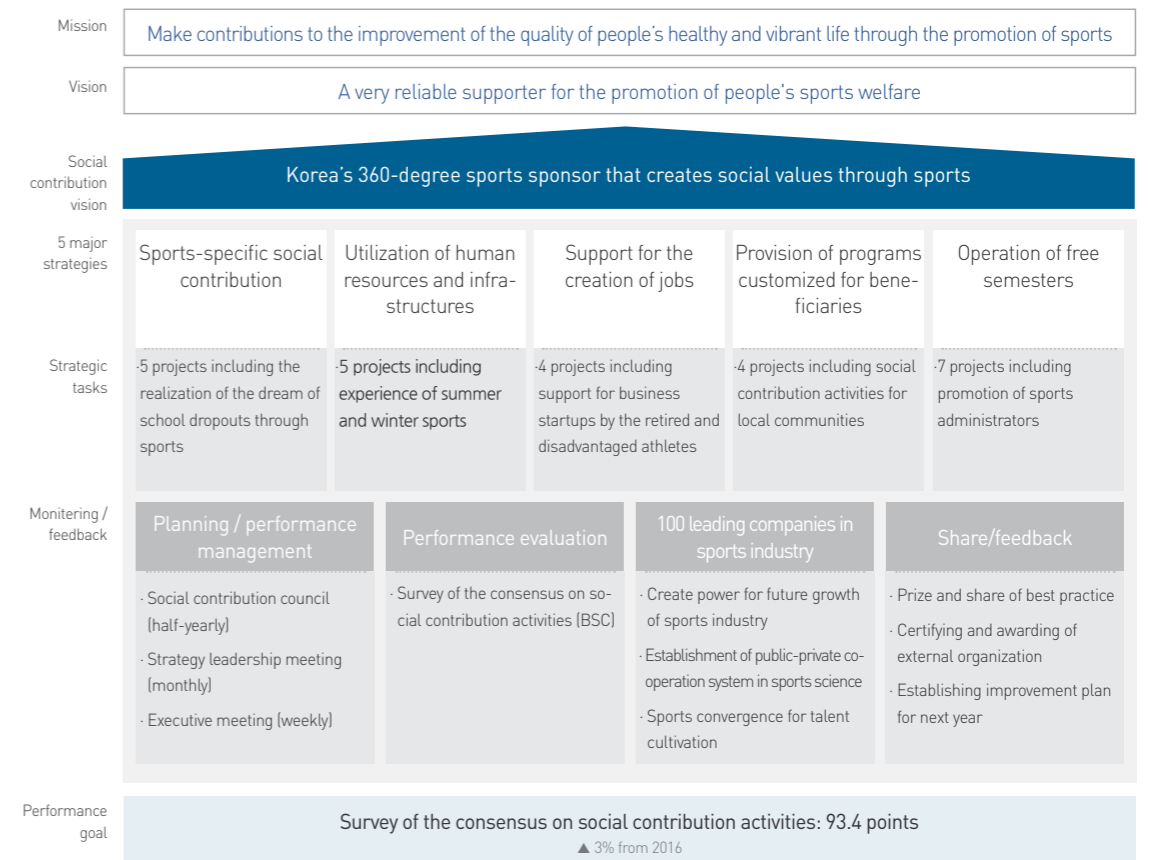 Mission
Make contributions to the improvement of the quality of people's healthy and vibrant life through the promotion of sports
Vision
A very reliable supporter for the promotion of people's sports welfare
Social
contribution
vision
Korea's 360-degree sports sponsor that creates social values through sports
5 major
strategies
Sports-specific social
contribution
Utilization of human
resources and infra-
structures
Support for the
creation of jobs
Provision of programs
customized for bene-
ficiaries
Operation of free
semesters
Strategic
tasks
·5 projects including the
realization of the dream of
school dropouts through
sports
·5 projects including
experience of summer
and winter sports
·4 projects including
support for business
startups by the retired and
disadvantaged athletes
·4 projects including social
contribution activities for
local communities
·7 projects including
promotion of sports
administrators
Monitering /
feedback
Planning / performance
management
· Social contribution council
(half-yearly)
· Strategy leadership meeting
(monthly)
· Executive meeting (weekly)
Performance evaluation
· Survey of the consensus on so-
cial contribution activities (BSC)
100 leading companies in
sports industry
· Create power for future growth
of sports industry
· Establishment of public-private co-
operation system in sports science
· Sports convergence for talent
cultivation
Share/feedback
· Prize and share of best practice
· Certifying and awarding of
external organization
· Establishing improvement plan
for next year
Performance
goal
Survey of the consensus on social contribution activities: 93.4 points
▲ 3% from 2016